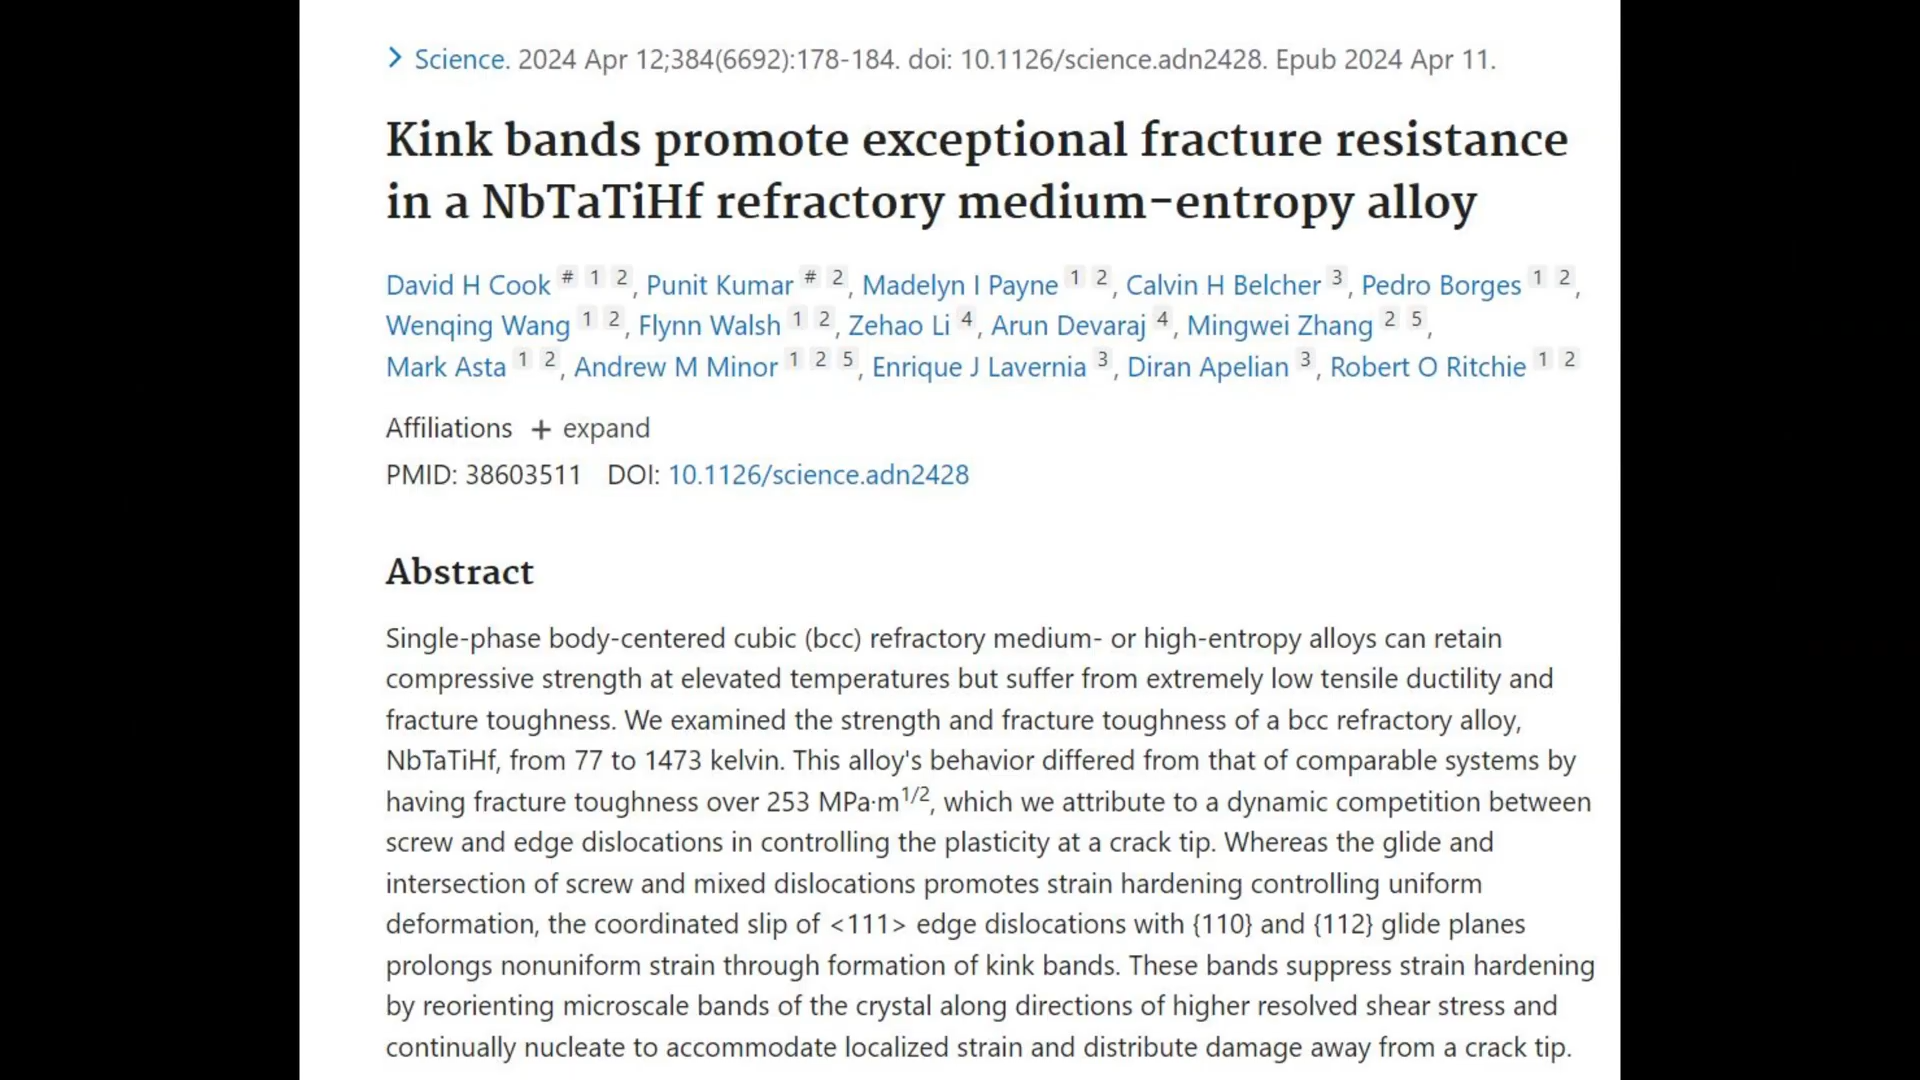 > Science. 2024 Apr 12;384(6692):178-184. doi: 10.1126/science.adn2428. Epub 2024 Apr 11.
Kink bands promote exceptional fracture resistance
in a NbTaTiHf refractory medium-entropy alloy
David H Cook # 1 2, Punit Kumar # 2, Madelyn I Payne 1 2, Calvin H Belcher 3, Pedro Borges 1 2,
Wenqing Wang 1 2, Flynn Walsh 1 2, Zehao Li 4, Arun Devaraj 4, Mingwei Zhang 2 5,
Mark Asta 1 2, Andrew M Minor 1 2 5, Enrique J Lavernia 3, Diran Apelian 3, Robert O Ritchie 1 2
Affiliations + expand
PMID: 38603511 DOI: 10.1126/science.adn2428
Abstract
Single-phase body-centered cubic (bcc) refractory medium- or high-entropy alloys can retain
compressive strength at elevated temperatures but suffer from extremely low tensile ductility and
fracture toughness. We examined the strength and fracture toughness of a bcc refractory alloy,
NbTaTiHf, from 77 to 1473 kelvin. This alloy's behavior differed from that of comparable systems by
having fracture toughness over 253 MPa·m1/2, which we attribute to a dynamic competition between
screw and edge dislocations in controlling the plasticity at a crack tip. Whereas the glide and
intersection of screw and mixed dislocations promotes strain hardening controlling uniform
deformation, the coordinated slip of <111> edge dislocations with {110} and {112} glide planes
prolongs nonuniform strain through formation of kink bands. These bands suppress strain hardening
by reorienting microscale bands of the crystal along directions of higher resolved shear stress and
continually nucleate to accommodate localized strain and distribute damage away from a crack tip.